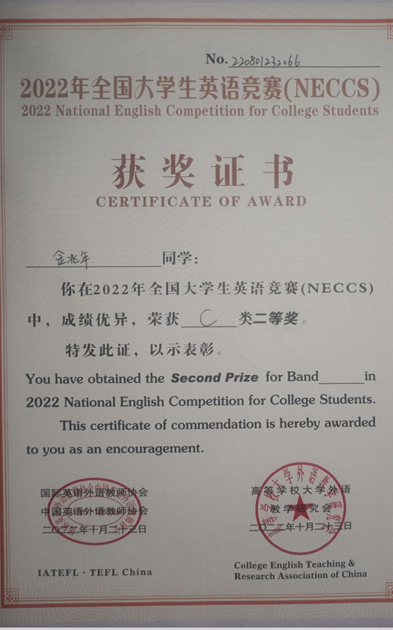 No. 220801232066
2022年全国大学生英语竞赛(NECCS)
2022 National English Competition for College Students
获奖证书
CERTIFICATE OF AWARD
同学:
你在2022年全国大学生英语竞赛(NECCS)
中，成绩优异，荣获 C 类二等奖。
特发此证，以示表彰。
You have obtained the Second Prize for Band in
2022 National English Competition for College Students.
This certificate of commendation is hereby awarded
to you as an encouragement.
国际英语外语教师协会
中国英语外语教师协会
二〇二二年十月二十三日
IATEFL·TEFL China
高等学校大学外语
教学研究会
二〇二二年十月二十三日
College English Teaching &
Research Association of China